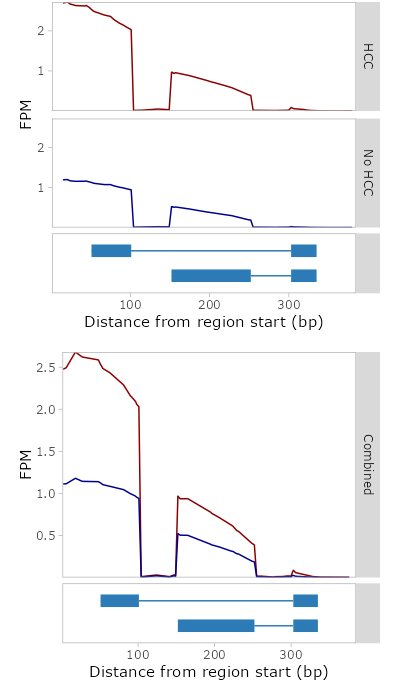 2
1
HCC
FPM
2
1
No HCC
100 200 300
Distance from region start (bp)
2.5
2.0
1.5
1.0
0.5
FPM
Combined
100 200 300
Distance from region start (bp)